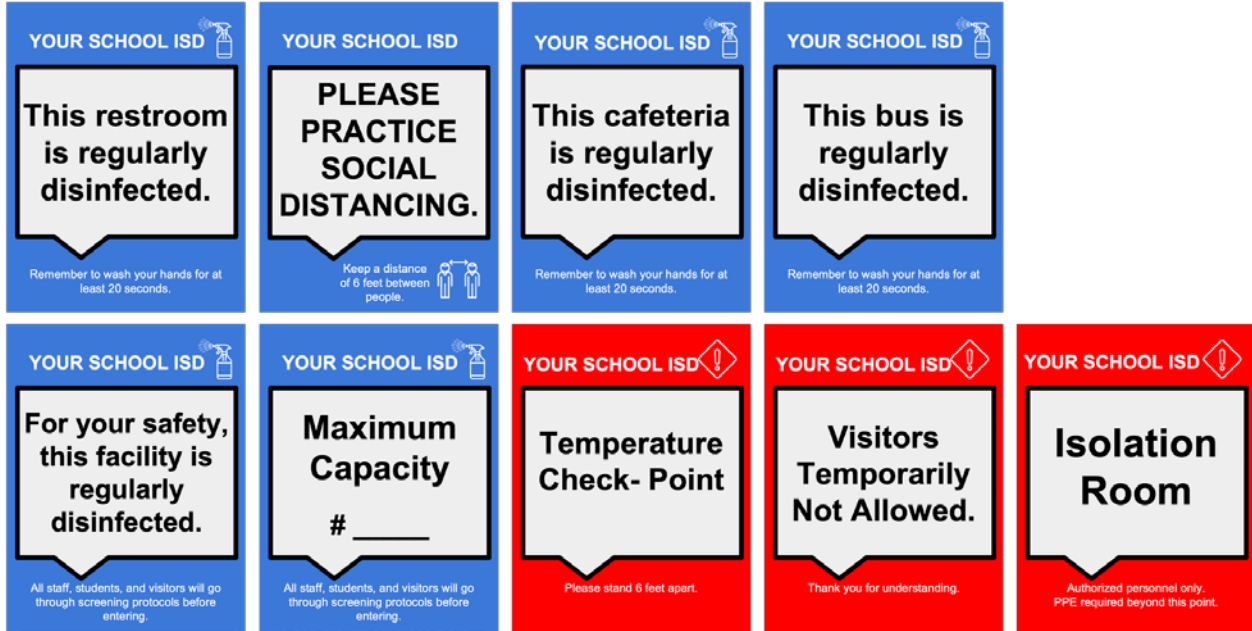 YOUR SCHOOL ISD
This restroom
is regularly
disinfected.
Remember to wash your hands for at
least 20 seconds.
YOUR SCHOOL ISD
PLEASE
PRACTICE
SOCIAL
DISTANCING.
Keep a distance
of 6 feet between
people.
YOUR SCHOOL ISD
This cafeteria
is regularly
disinfected.
Remember to wash your hands for at
least 20 seconds.
YOUR SCHOOL ISD
This bus is
regularly
disinfected.
Remember to wash your hands for at
least 20 seconds.
YOUR SCHOOL ISD
For your safety,
this facility is
regularly
disinfected.
All staff, students, and visitors will go
through screening protocols before
entering.
YOUR SCHOOL ISD
Maximum
Capacity
# _____
All staff, students, and visitors will go
through screening protocols before
entering.
YOUR SCHOOL ISD
Temperature
Check- Point
Please stand 6 feet apart.
YOUR SCHOOL ISD
Visitors
Temporarily
Not Allowed.
Thank you for understanding.
YOUR SCHOOL ISD
Isolation
Room
Authorized personnel only.
PPE required beyond this point.